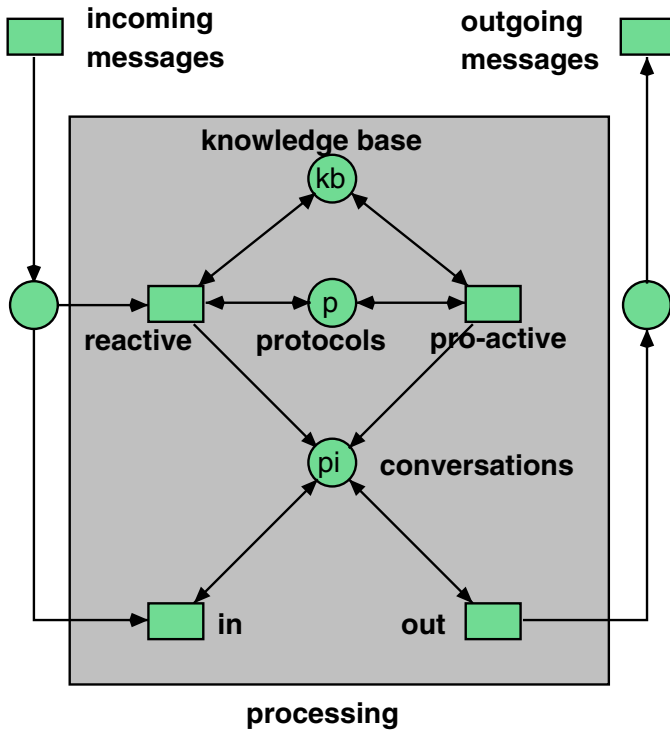 incoming
messages
outgoing
messages
knowledge base
kb
p
reactive
protocols
pro-active
pi
conversations
in
out
processing